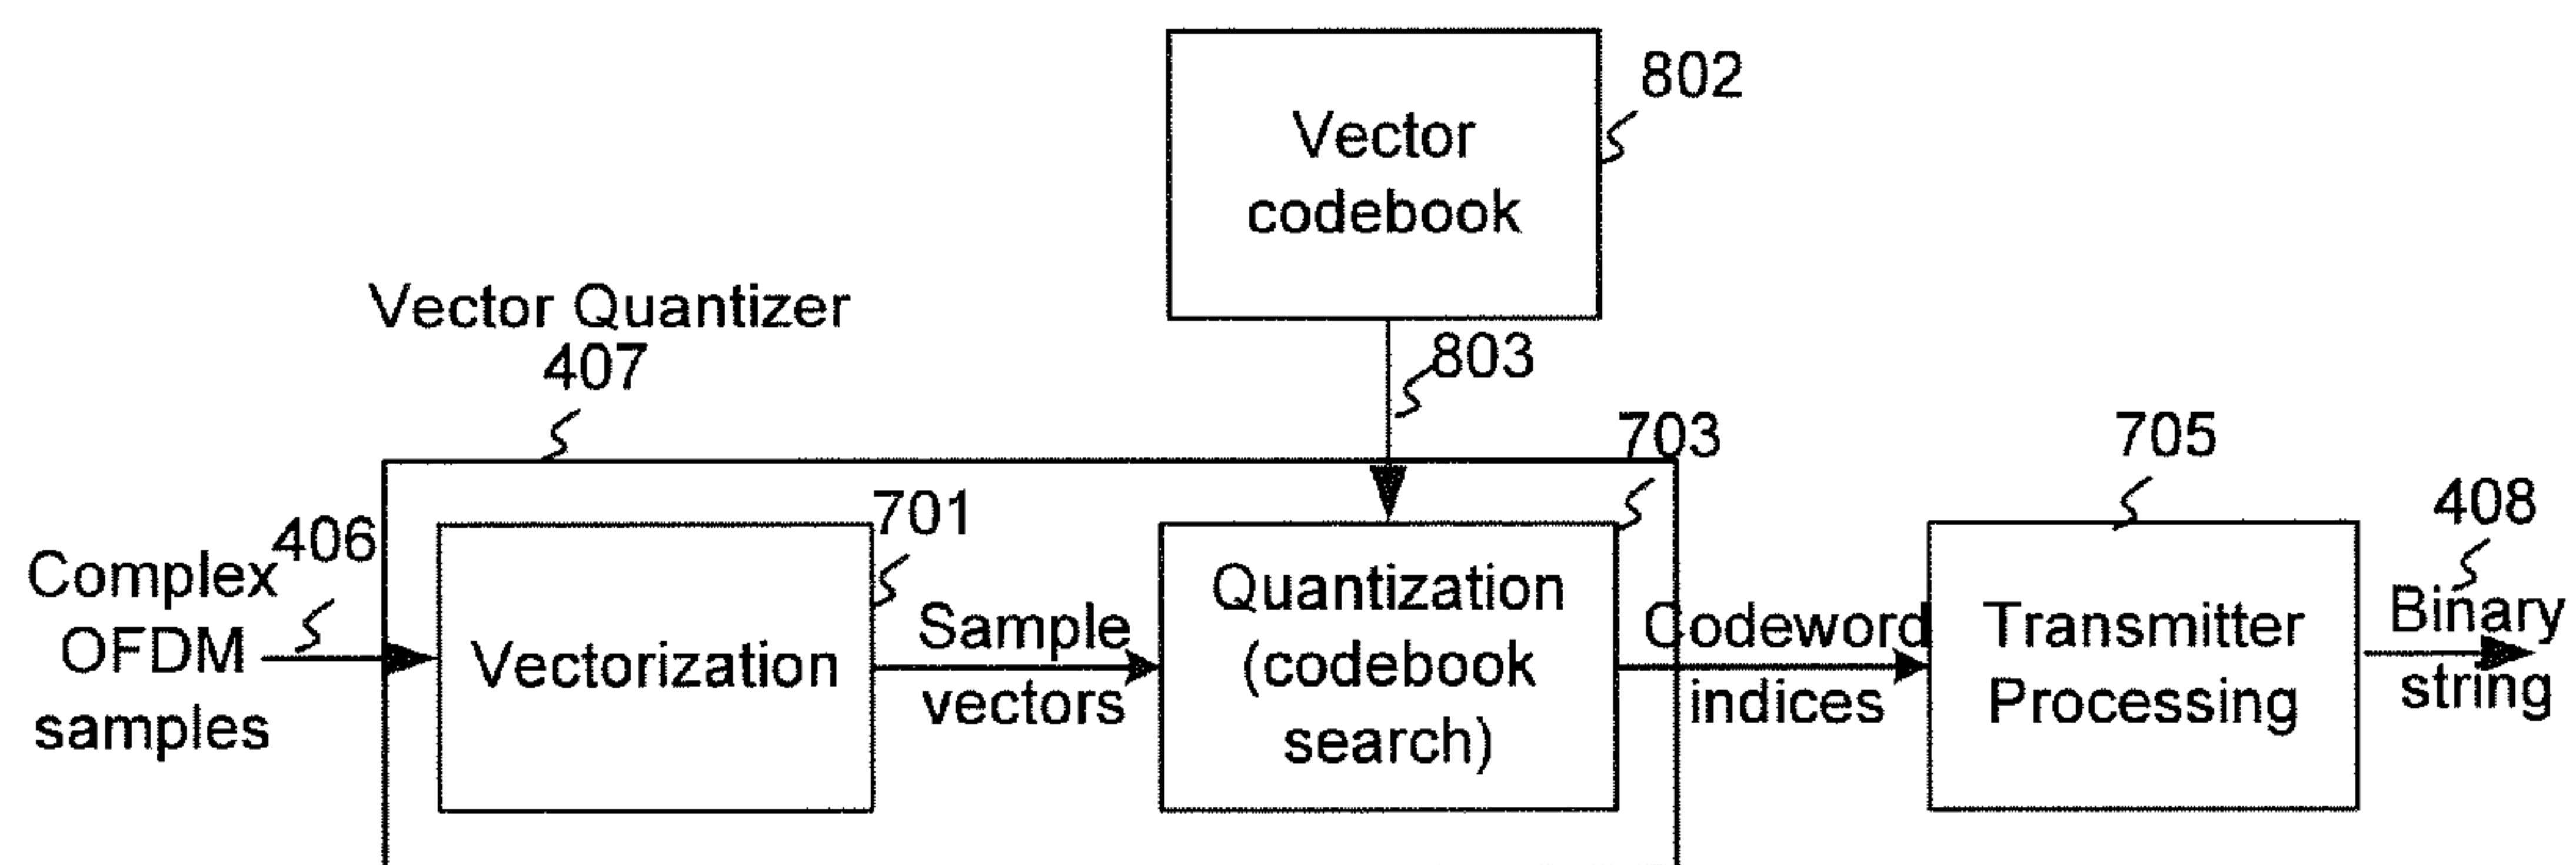 802
Vector
codebook
Vector Quantizer
407
803
703
705
408
701
406
Complex
OFDM
samples
Vectorization
Sample
vectors
Quantization
(codebook
search)
Codeword
indices
Transmitter
Processing
Binary
string